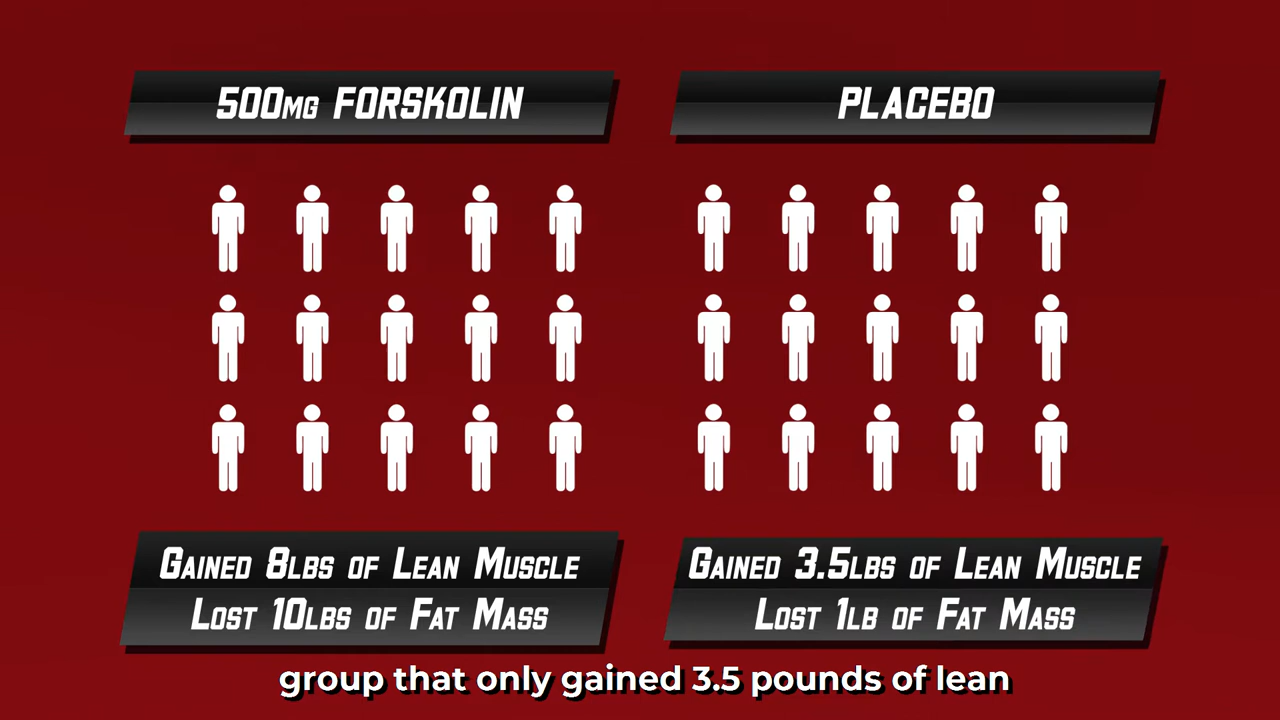 500MG FORSKOLIN
PLACEBO
GAINED 8LBS OF LEAN MUSCLE
LOST 10LBS OF FAT MASS
GAINED 3.5LBS OF LEAN MUSCLE
LOST 1LB OF FAT MASS
group that only gained 3.5 pounds of lean